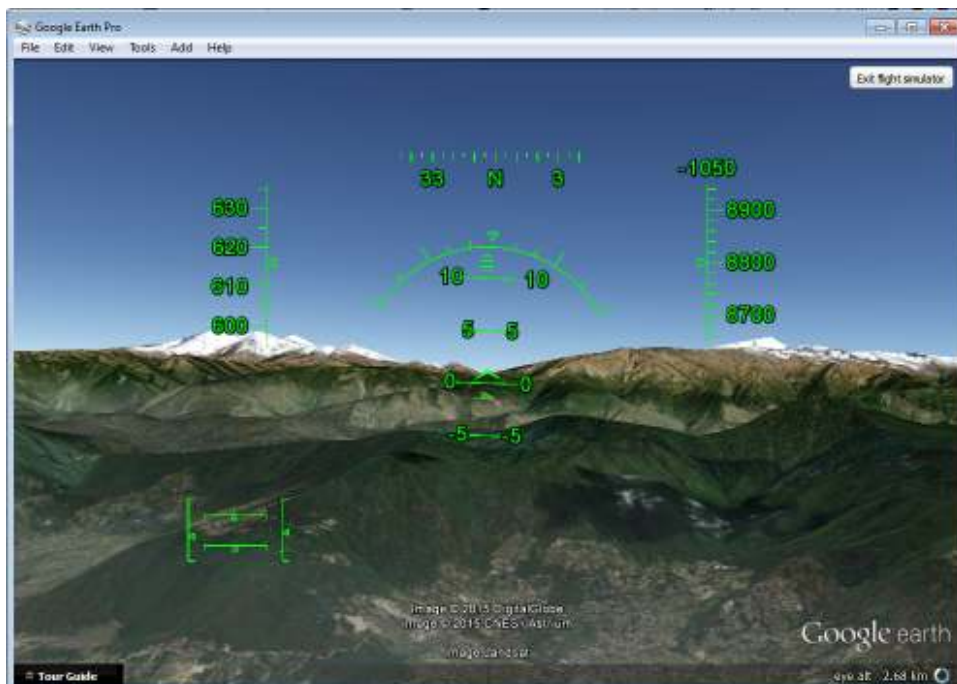 Google Earth Pro
File Edit View Tools Add Help
Exit flight simulator
33 N 3
-1050
630
620
610
600
8900
8800
8700
10 10
5 5
0 0
-5 -5
Image © 2015 DigitalGlobe
Image © 2015 CNES / Astrium
Image Landsat
Google earth
Tour Guide
eye alt 2.68 km